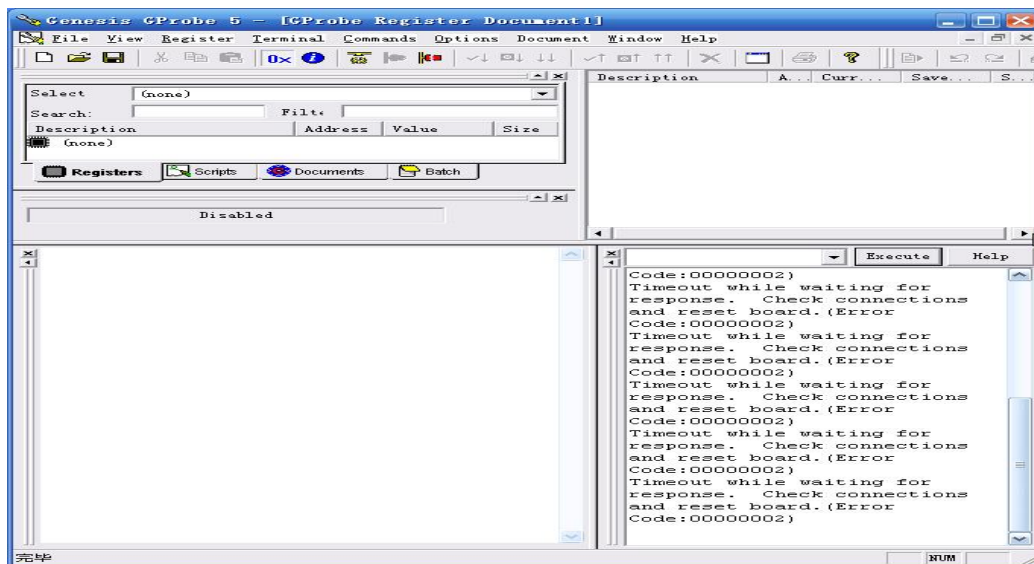 Genesis GProbe 5 - [GProbe Register Document1]
File View Register Terminal Commands Options Document Window Help
0x
Select (none)
Search: Filt
Description Address Value Size
(none)
Registers Scripts Documents Batch
Disabled
Description A... Curr... Save... S...
Execute Help
Code:00000002)
Timeout while waiting for
response. Check connections
and reset board.(Error
Code:00000002)
Timeout while waiting for
response. Check connections
and reset board.(Error
Code:00000002)
Timeout while waiting for
response. Check connections
and reset board.(Error
Code:00000002)
Timeout while waiting for
response. Check connections
and reset board.(Error
Code:00000002)
Timeout while waiting for
response. Check connections
and reset board.(Error
Code:00000002)
完毕 NUM